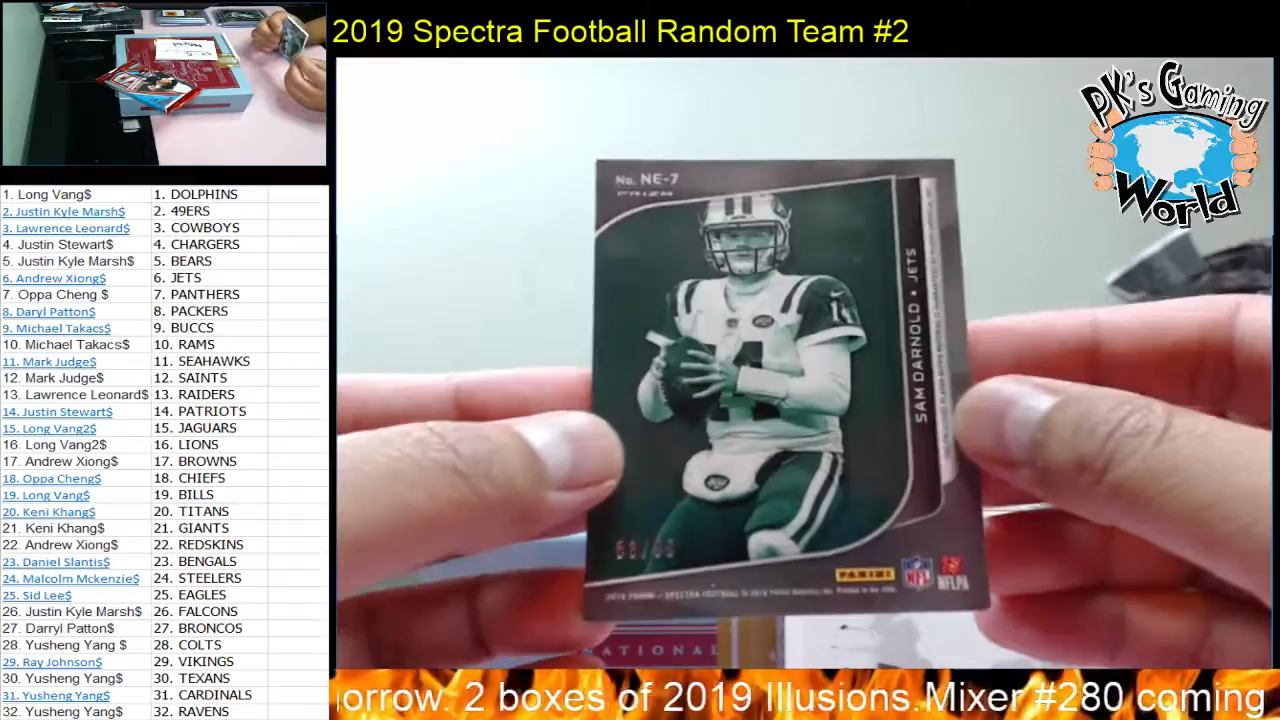 2019 Spectra Football Random Team #2
PK's Gaming
World
1. Long Vang$ 1. DOLPHINS
2. Justin Kyle Marsh$ 2. 49ERS
3. Lawrence Leonard$ 3. COWBOYS
4. Justin Stewart$ 4. CHARGERS
5. Justin Kyle Marsh$ 5. BEARS
6. Andrew Xiong$ 6. JETS
7. Oppa Cheng $ 7. PANTHERS
8. Daryl Patton$ 8. PACKERS
9. Michael Takacs$ 9. BUCCS
10. Michael Takacs$ 10. RAMS
11. Mark Judge$ 11. SEAHAWKS
12. Mark Judge$ 12. SAINTS
13. Lawrence Leonard$ 13. RAIDERS
14. Justin Stewart$ 14. PATRIOTS
15. Long Vang2$ 15. JAGUARS
16. Long Vang2$ 16. LIONS
17. Andrew Xiong$ 17. BROWNS
18. Oppa Cheng$ 18. CHIEFS
19. Long Vang$ 19. BILLS
20. Keni Khang$ 20. TITANS
21. Keni Khang$ 21. GIANTS
22. Andrew Xiong$ 22. REDSKINS
23. Daniel Slantis$ 23. BENGALS
24. Malcolm Mckenzie$ 24. STEELERS
25. Sid Lee$ 25. EAGLES
26. Justin Kyle Marsh$ 26. FALCONS
27. Darryl Patton$ 27. BRONCOS
28. Yusheng Yang $ 28. COLTS
29. Ray Johnson$ 29. VIKINGS
30. Yusheng Yang$ 30. TEXANS
31. Yusheng Yang$ 31. CARDINALS
32. Yusheng Yang$ 32. RAVENS
No. NE-7
PRIZM
SAM DARNOLD • JETS
14
PANINI
NFL
NFLPA
NATIONAL
orrow. 2 boxes of 2019 Illusions. Mixer #280 coming